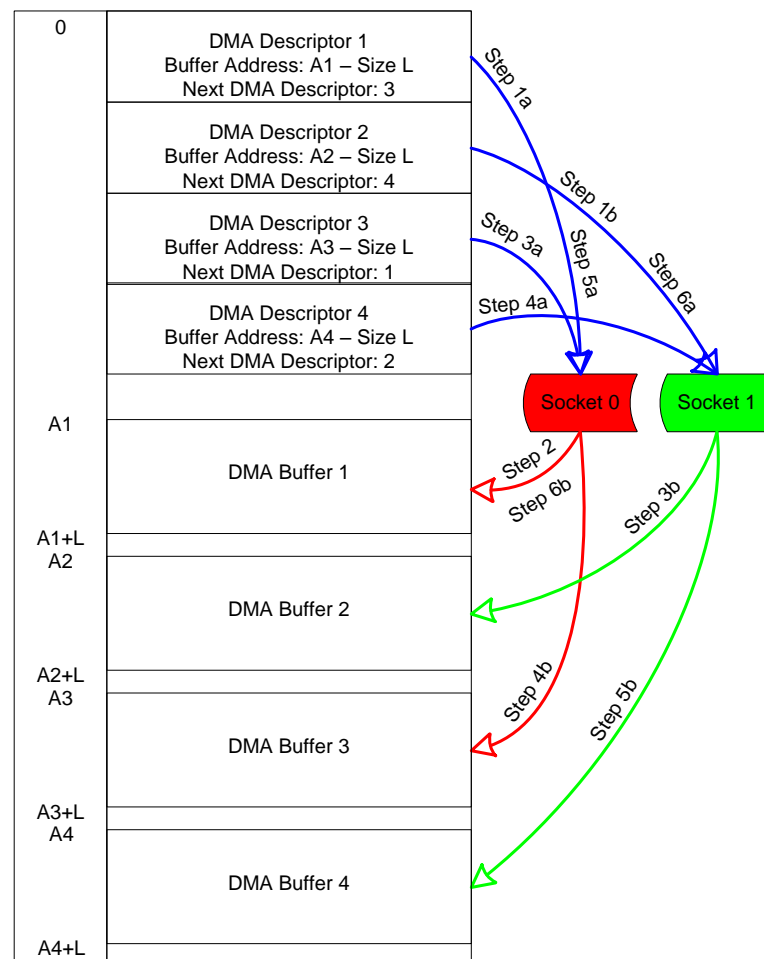 0
DMA Descriptor 1
Buffer Address: A1 – Size L
Next DMA Descriptor: 3
DMA Descriptor 2
Buffer Address: A2 – Size L
Next DMA Descriptor: 4
DMA Descriptor 3
Buffer Address: A3 – Size L
Next DMA Descriptor: 1
DMA Descriptor 4
Buffer Address: A4 – Size L
Next DMA Descriptor: 2
Step 1a
Step 1b
Step 3a
Step 5a
Step 6a
Step 4a
Socket 0
Socket 1
A1
DMA Buffer 1
A1+L
A2
DMA Buffer 2
A2+L
A3
DMA Buffer 3
A3+L
A4
DMA Buffer 4
A4+L
Step 2
Step 6b
Step 3b
Step 4b
Step 5b